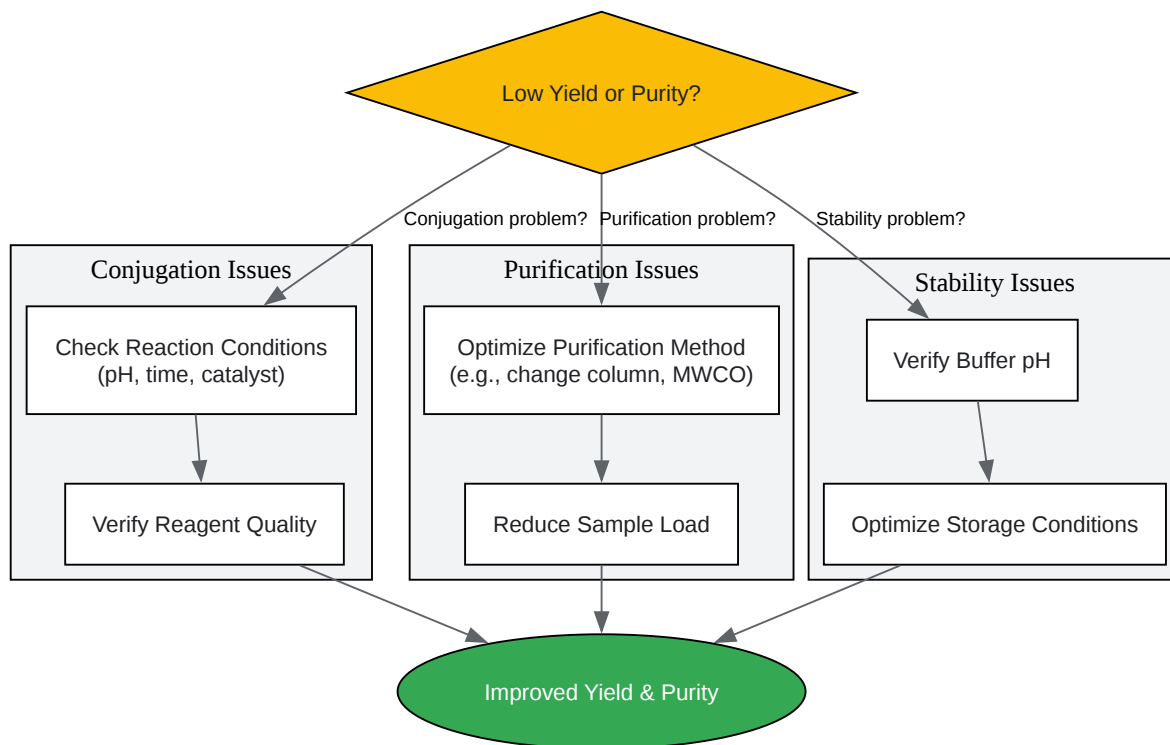 Low Yield or Purity?
Conjugation problem?
Purification problem?
Stability problem?
Conjugation Issues
Check Reaction Conditions
(pH, time, catalyst)
Verify Reagent Quality
Purification Issues
Optimize Purification Method
(e.g., change column, MWCO)
Reduce Sample Load
Stability Issues
Verify Buffer pH
Optimize Storage Conditions
Improved Yield & Purity